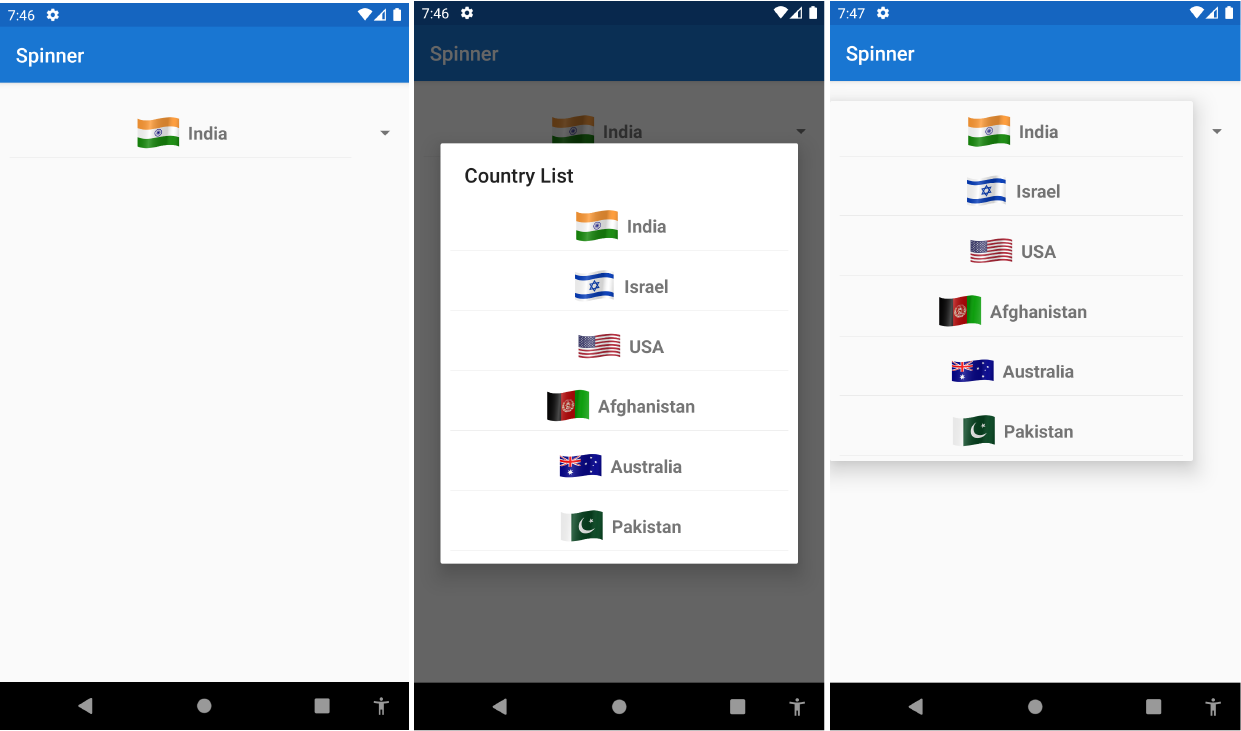 7:46
Spinner
India
7:46
Spinner
India
Country List
India
Israel
USA
Afghanistan
Australia
Pakistan
7:47
Spinner
India
Israel
USA
Afghanistan
Australia
Pakistan